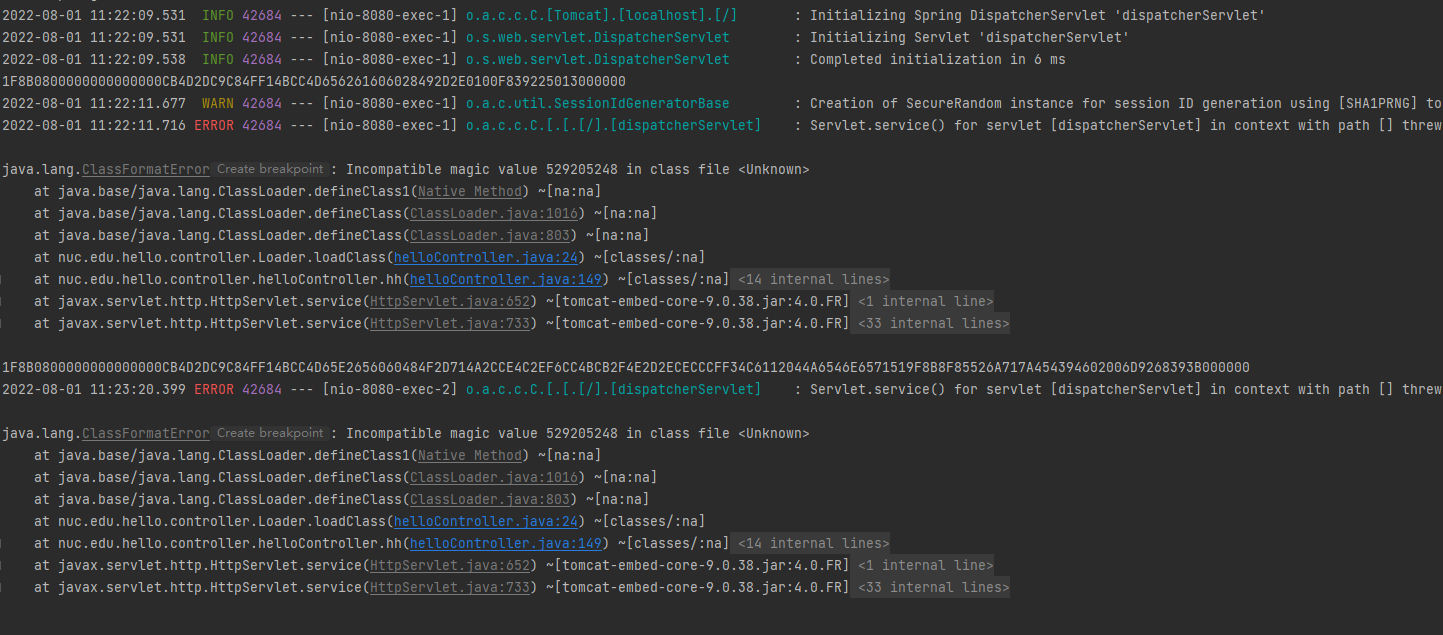 2022-08-01 11:22:09.531  INFO 42684 --- [nio-8080-exec-1] o.a.c.c.C.[Tomcat].[localhost].[/]       : Initializing Spring DispatcherServlet 'dispatcherServlet'
2022-08-01 11:22:09.531  INFO 42684 --- [nio-8080-exec-1] o.s.web.servlet.DispatcherServlet        : Initializing Servlet 'dispatcherServlet'
2022-08-01 11:22:09.538  INFO 42684 --- [nio-8080-exec-1] o.s.web.servlet.DispatcherServlet        : Completed initialization in 6 ms
1F8B0800000000000000CB4D2DC9C84FF14BCC4D656261606028492D2E0100F839225013000000
2022-08-01 11:22:11.677  WARN 42684 --- [nio-8080-exec-1] o.a.c.util.SessionIdGeneratorBase        : Creation of SecureRandom instance for session ID generation using [SHA1PRNG] to
2022-08-01 11:22:11.716 ERROR 42684 --- [nio-8080-exec-1] o.a.c.c.C.[.[.[/].[dispatcherServlet]    : Servlet.service() for servlet [dispatcherServlet] in context with path [] threw
java.lang.ClassFormatError Create breakpoint : Incompatible magic value 529205248 in class file <Unknown>
    at java.base/java.lang.ClassLoader.defineClass1(Native Method) ~[na:na]
    at java.base/java.lang.ClassLoader.defineClass(ClassLoader.java:1016) ~[na:na]
    at java.base/java.lang.ClassLoader.defineClass(ClassLoader.java:803) ~[na:na]
    at nuc.edu.hello.controller.Loader.loadClass(helloController.java:24) ~[classes/:na]
    at nuc.edu.hello.controller.helloController.hh(helloController.java:149) ~[classes/:na] <14 internal lines>
    at javax.servlet.http.HttpServlet.service(HttpServlet.java:652) ~[tomcat-embed-core-9.0.38.jar:4.0.FR] <1 internal line>
    at javax.servlet.http.HttpServlet.service(HttpServlet.java:733) ~[tomcat-embed-core-9.0.38.jar:4.0.FR] <33 internal lines>
1F8B0800000000000000CB4D2DC9C84FF14BCC4D65E2656060484F2D714A2CCE4C2EF6CC4BCB2F4E2D2ECECCCFF34C6112044A6546E6571519F8B8F85526A717A454394602006D9268393B000000
2022-08-01 11:23:20.399 ERROR 42684 --- [nio-8080-exec-2] o.a.c.c.C.[.[.[/].[dispatcherServlet]    : Servlet.service() for servlet [dispatcherServlet] in context with path [] threw
java.lang.ClassFormatError Create breakpoint : Incompatible magic value 529205248 in class file <Unknown>
    at java.base/java.lang.ClassLoader.defineClass1(Native Method) ~[na:na]
    at java.base/java.lang.ClassLoader.defineClass(ClassLoader.java:1016) ~[na:na]
    at java.base/java.lang.ClassLoader.defineClass(ClassLoader.java:803) ~[na:na]
    at nuc.edu.hello.controller.Loader.loadClass(helloController.java:24) ~[classes/:na]
    at nuc.edu.hello.controller.helloController.hh(helloController.java:149) ~[classes/:na] <14 internal lines>
    at javax.servlet.http.HttpServlet.service(HttpServlet.java:652) ~[tomcat-embed-core-9.0.38.jar:4.0.FR] <1 internal line>
    at javax.servlet.http.HttpServlet.service(HttpServlet.java:733) ~[tomcat-embed-core-9.0.38.jar:4.0.FR] <33 internal lines>